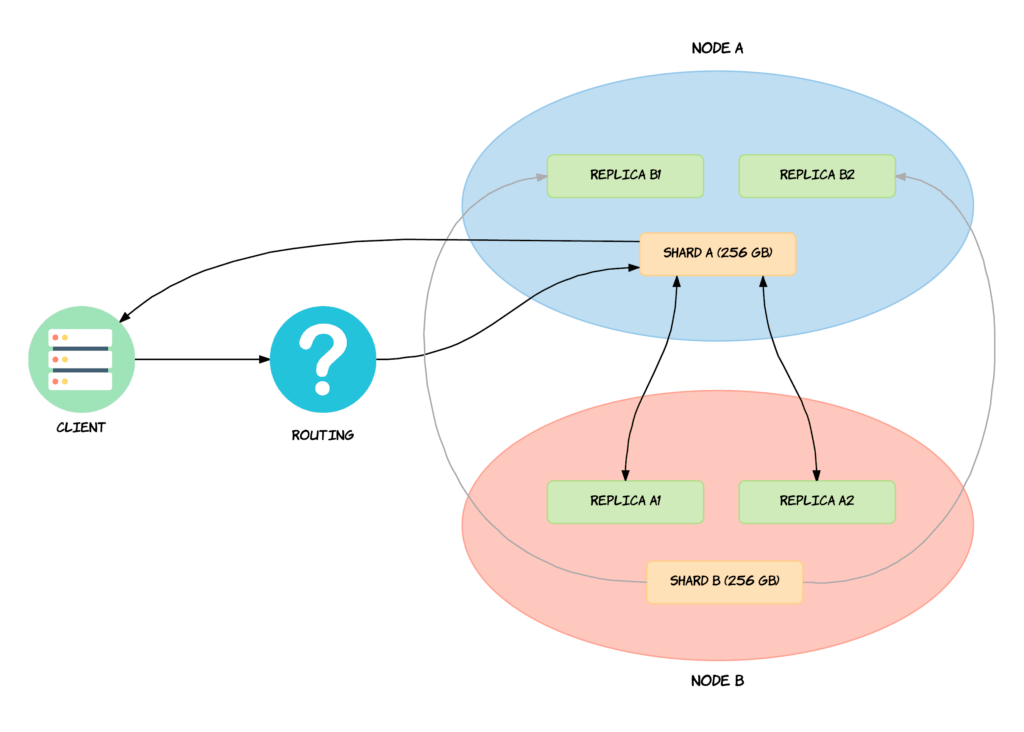 NODE A
REPLICA B1
REPLICA B2
SHARD A (256 GB)
CLIENT
ROUTING
REPLICA A1
REPLICA A2
SHARD B (256 GB)
NODE B